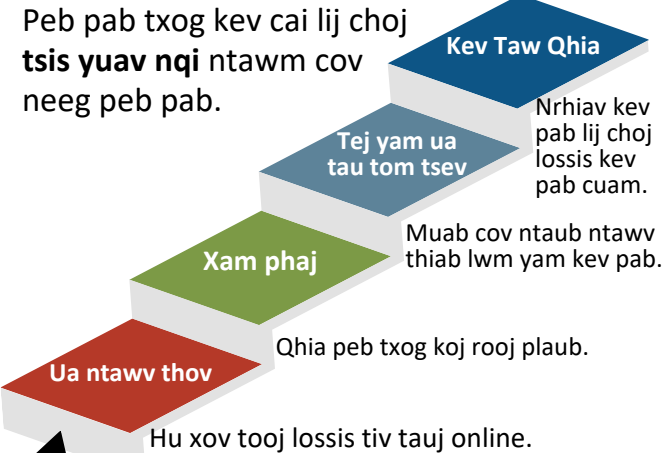 Peb pab txog kev cai lij choj
tsis yuav nqi ntawm cov
neeg peb pab.
Kev Taw Qhia
Nrhiav kev
pab lij choj
lossis kev
pab cuam.
Tej yam ua
tau tom tsev
Muab cov ntaub ntawv
thiab lwm yam kev pab.
Xam phaj
Qhia peb txog koj rooj plaub.
Ua ntawv thov
Hu xov tooj lossis tiv tauj online.